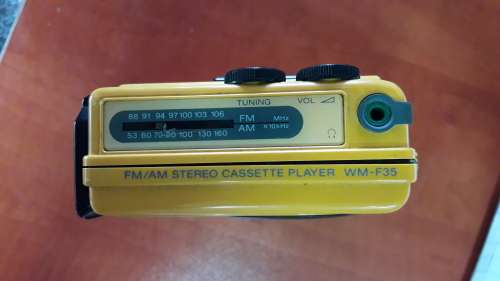 TUNING VOL
88 91 94 97 100 103 106 FM MHz
53 60 70 80 100 130 160 AM x10kHz
FM/AM STEREO CASSETTE PLAYER WM-F35